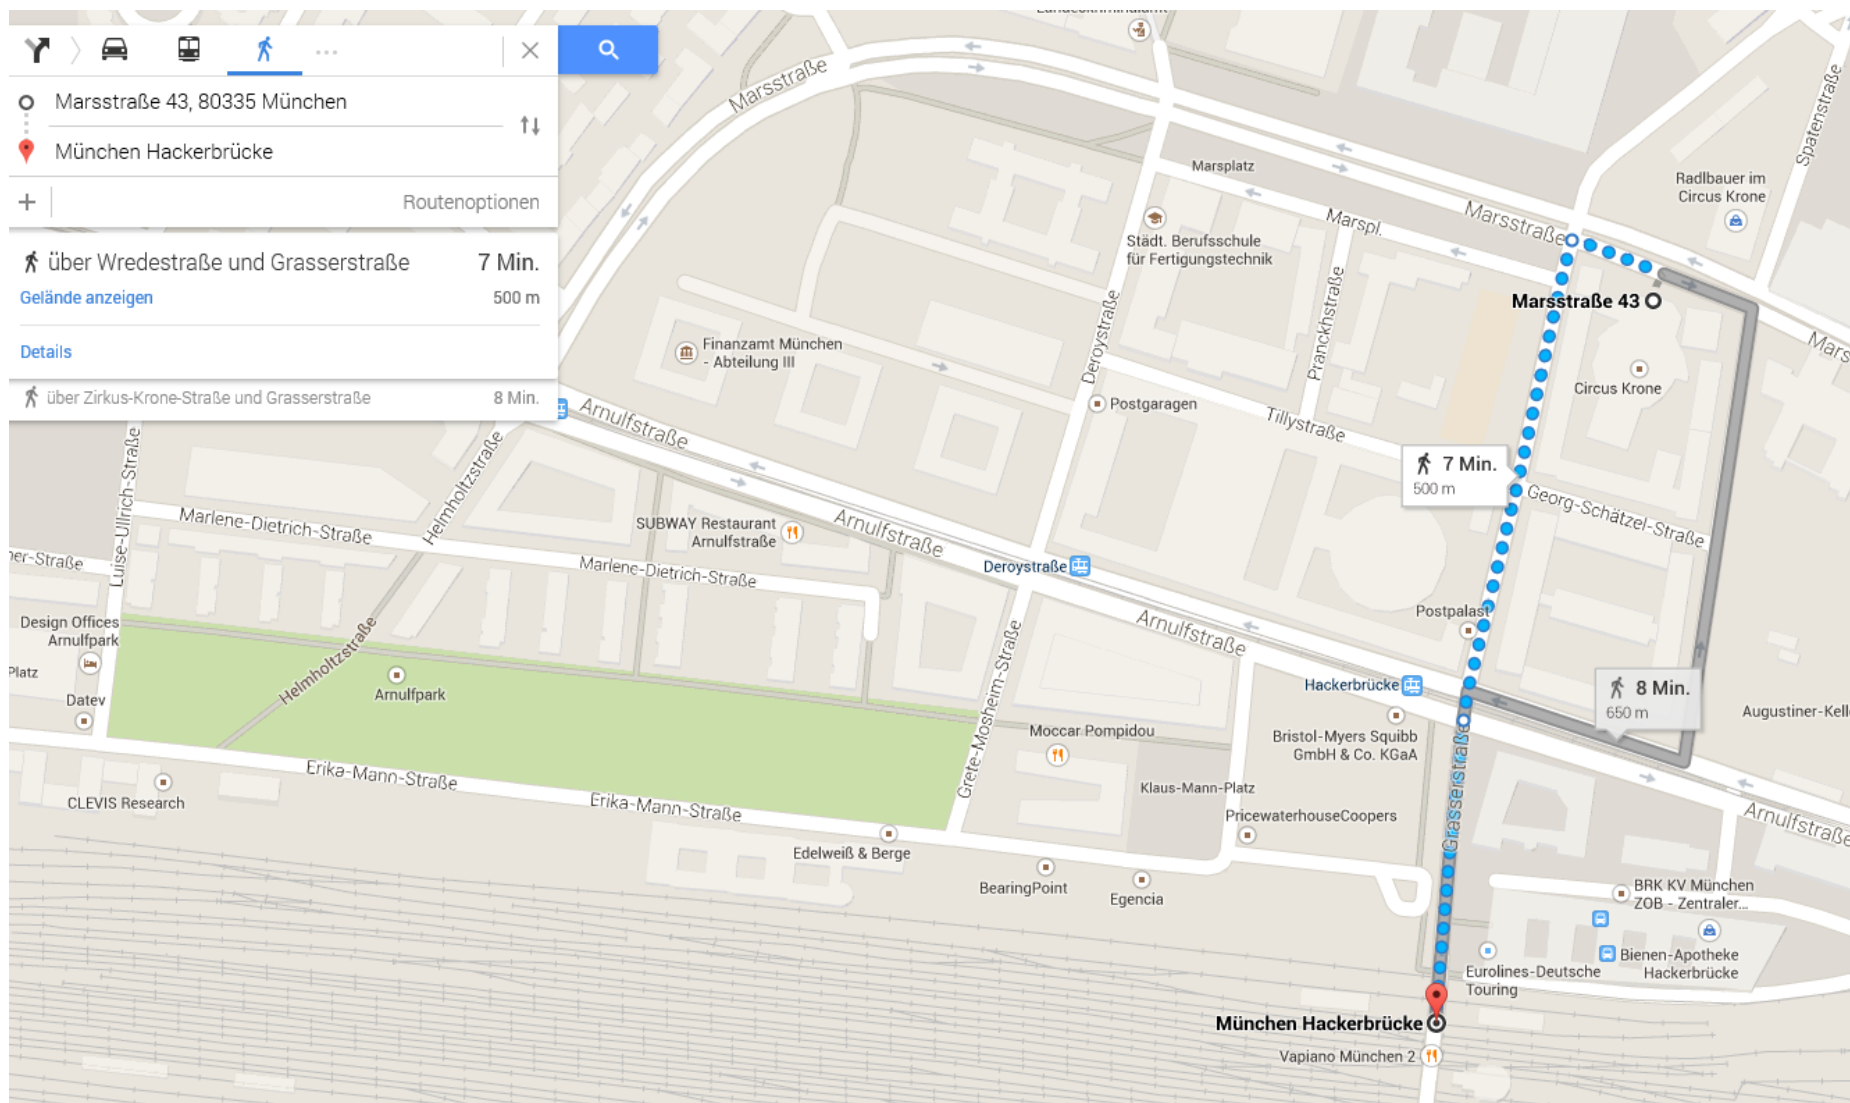 Marsstraße 43, 80335 München
München Hackerbrücke
Routenoptionen
über Wredestraße und Grasserstraße 7 Min.
Gelände anzeigen 500 m
Details
über Zirkus-Krone-Straße und Grasserstraße 8 Min.
Landeskriminalamt
Marsstraße
Spatenstraße
Marsplatz
Radlbauer im
Circus Krone
Marsstraße
Marspl.
Städt. Berufsschule
für Fertigungstechnik
Pranckhstraße
Deroystraße
Marsstraße 43
Finanzamt München
- Abteilung III
Circus Krone
Postgaragen
Tillystraße
Arnulfstraße
Helmholtzstraße
Luise-Ullrich-Straße
7 Min.
500 m
Georg-Schätzel-Straße
Marlene-Dietrich-Straße
SUBWAY Restaurant
Arnulfstraße
Arnulfstraße
Marlene-Dietrich-Straße
Deroystraße
Postpalast
Arnulfstraße
Design Offices
Arnulfpark
Helmholtzstraße
Platz
Datev
Arnulfpark
Grete-Mosheim-Straße
Hackerbrücke
8 Min.
650 m
Moccar Pompidou
Bristol-Myers Squibb
GmbH & Co. KGaA
Grasserstraße
Erika-Mann-Straße
Erika-Mann-Straße
CLEVIS Research
Klaus-Mann-Platz
PricewaterhouseCoopers
Arnulfstraße
Edelweiß & Berge
BearingPoint
Egencia
BRK KV München
ZOB - Zentraler...
Bienen-Apotheke
Hackerbrücke
Eurolines-Deutsche
Touring
München Hackerbrücke
Vapiano München 2